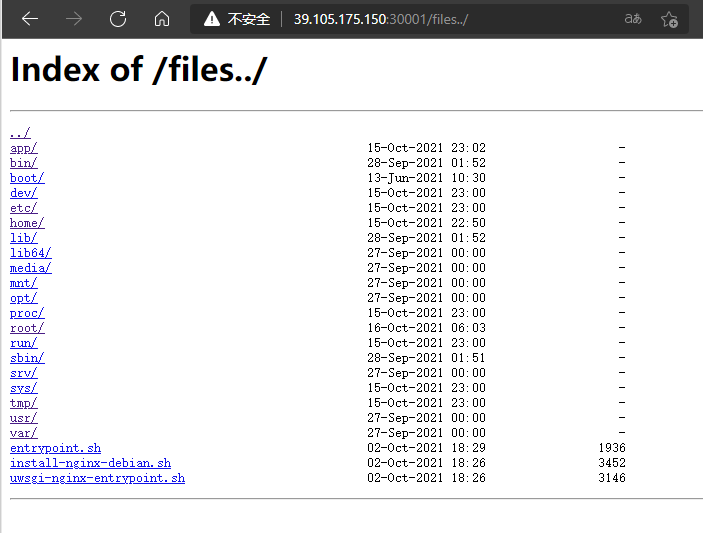 不安全 39.105.175.150:30001/files../ aあ
Index of /files../
../
app/ 15-Oct-2021 23:02 -
bin/ 28-Sep-2021 01:52 -
boot/ 13-Jun-2021 10:30 -
dev/ 15-Oct-2021 23:00 -
etc/ 15-Oct-2021 23:00 -
home/ 15-Oct-2021 22:50 -
lib/ 28-Sep-2021 01:52 -
lib64/ 27-Sep-2021 00:00 -
media/ 27-Sep-2021 00:00 -
mnt/ 27-Sep-2021 00:00 -
opt/ 27-Sep-2021 00:00 -
proc/ 15-Oct-2021 23:00 -
root/ 16-Oct-2021 06:03 -
run/ 15-Oct-2021 23:00 -
sbin/ 28-Sep-2021 01:51 -
srv/ 27-Sep-2021 00:00 -
sys/ 15-Oct-2021 23:00 -
tmp/ 15-Oct-2021 23:00 -
usr/ 27-Sep-2021 00:00 -
var/ 27-Sep-2021 00:00 -
entrypoint.sh 02-Oct-2021 18:29 1936
install-nginx-debian.sh 02-Oct-2021 18:26 3452
uwsgi-nginx-entrypoint.sh 02-Oct-2021 18:26 3146